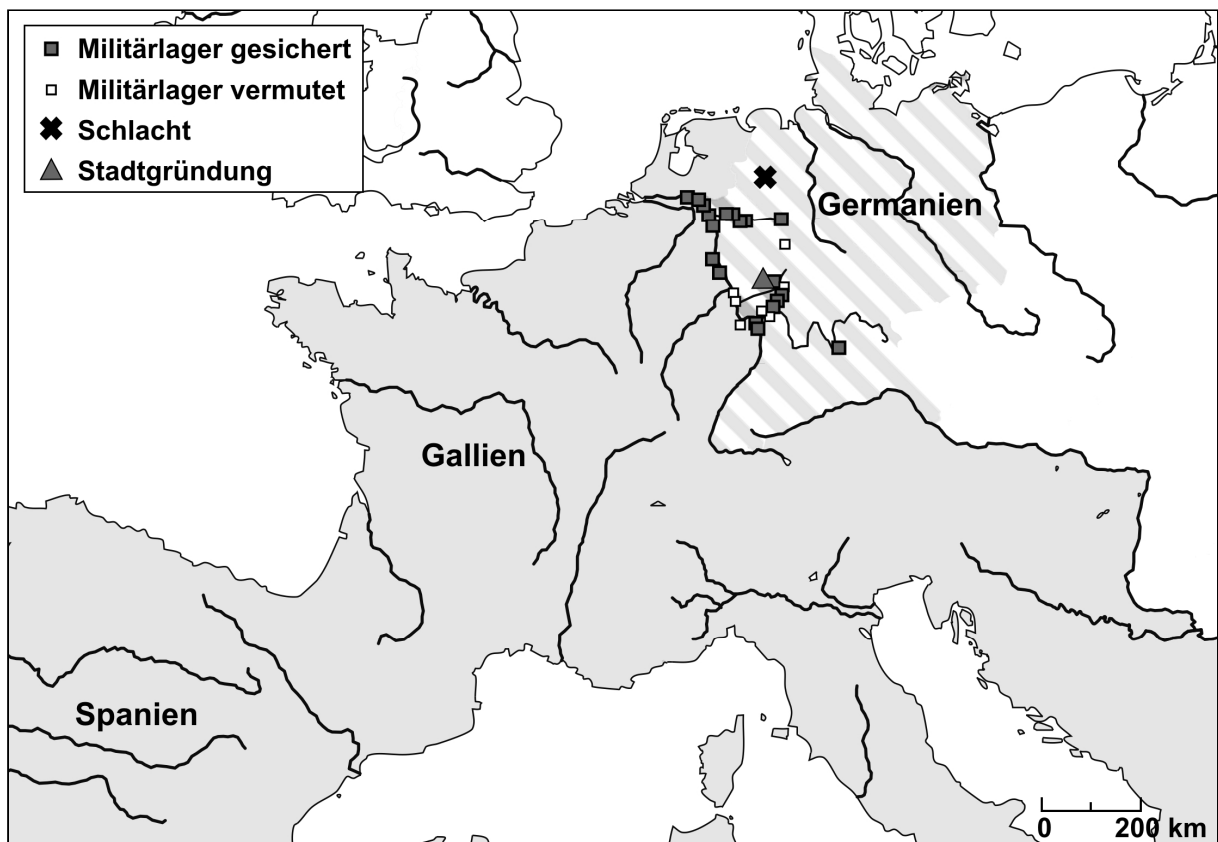 Militärlager gesichert
Militärlager vermutet
Schlacht
Stadtgründung
Germanien
Gallien
Spanien
0 200 km